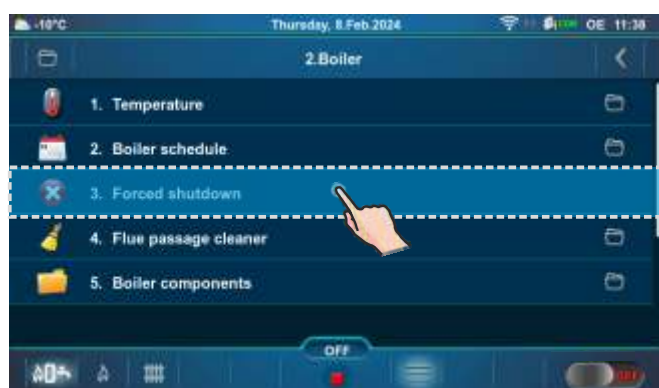 -10°C Thursday, 8.Feb.2024 OE 11:38
2.Boiler
1. Temperature
2. Boiler schedule
3. Forced shutdown
4. Flue passage cleaner
5. Boiler components
OFF
OFF